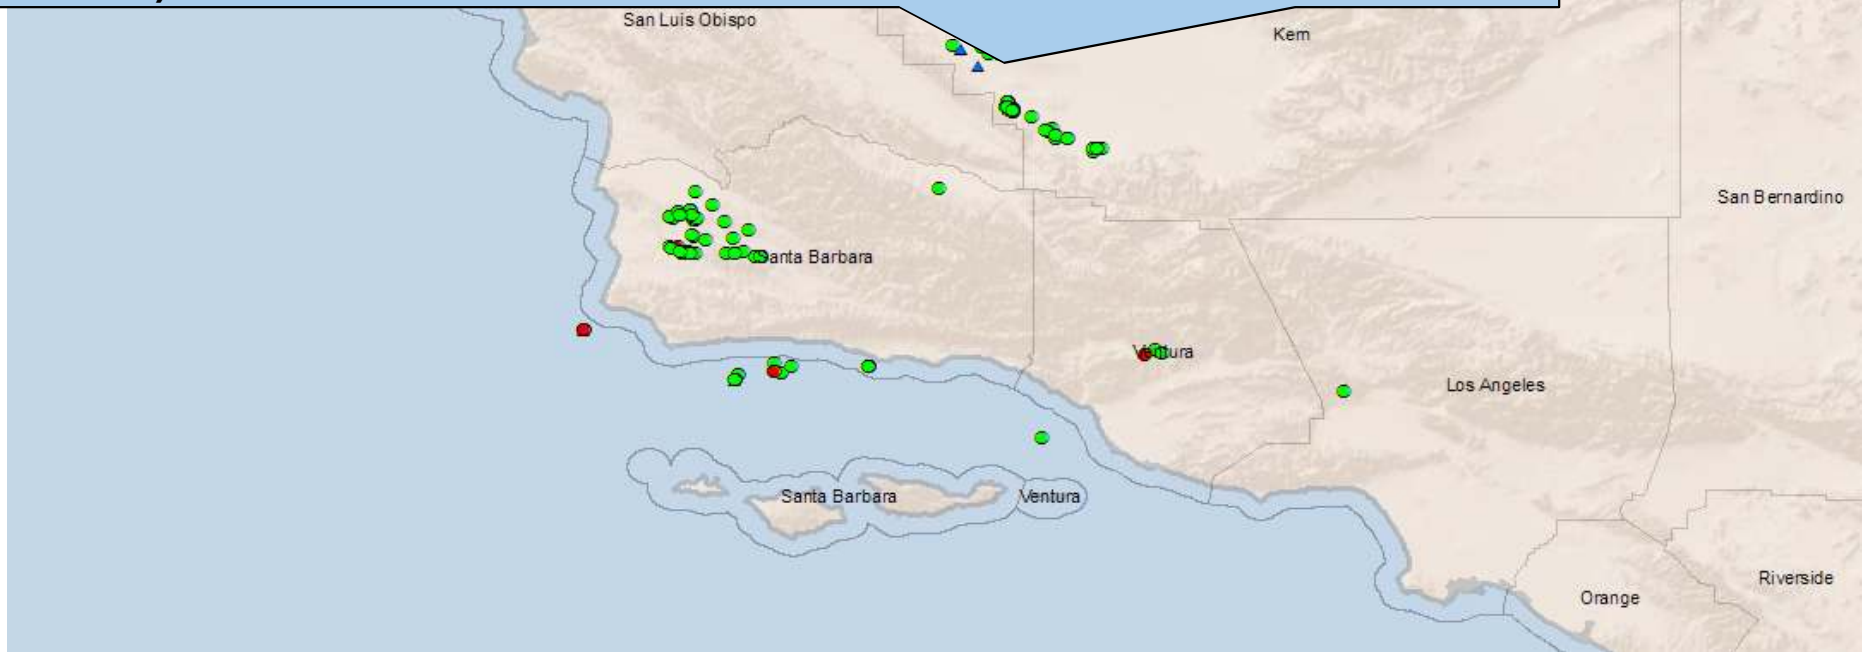 San Luis Obispo
Kern
San Bernardino
Santa Barbara
Ventura
Los Angeles
Santa Barbara
Ventura
Riverside
Orange